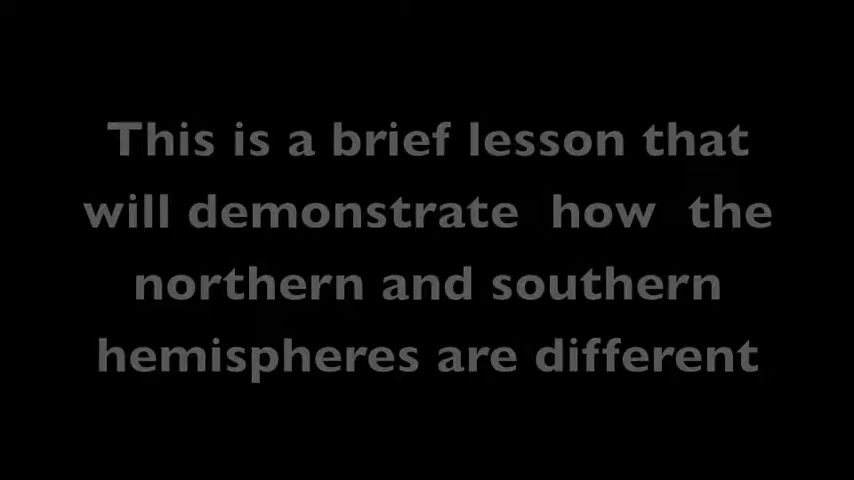 This is a brief lesson that
will demonstrate how the
northern and southern
hemispheres are different